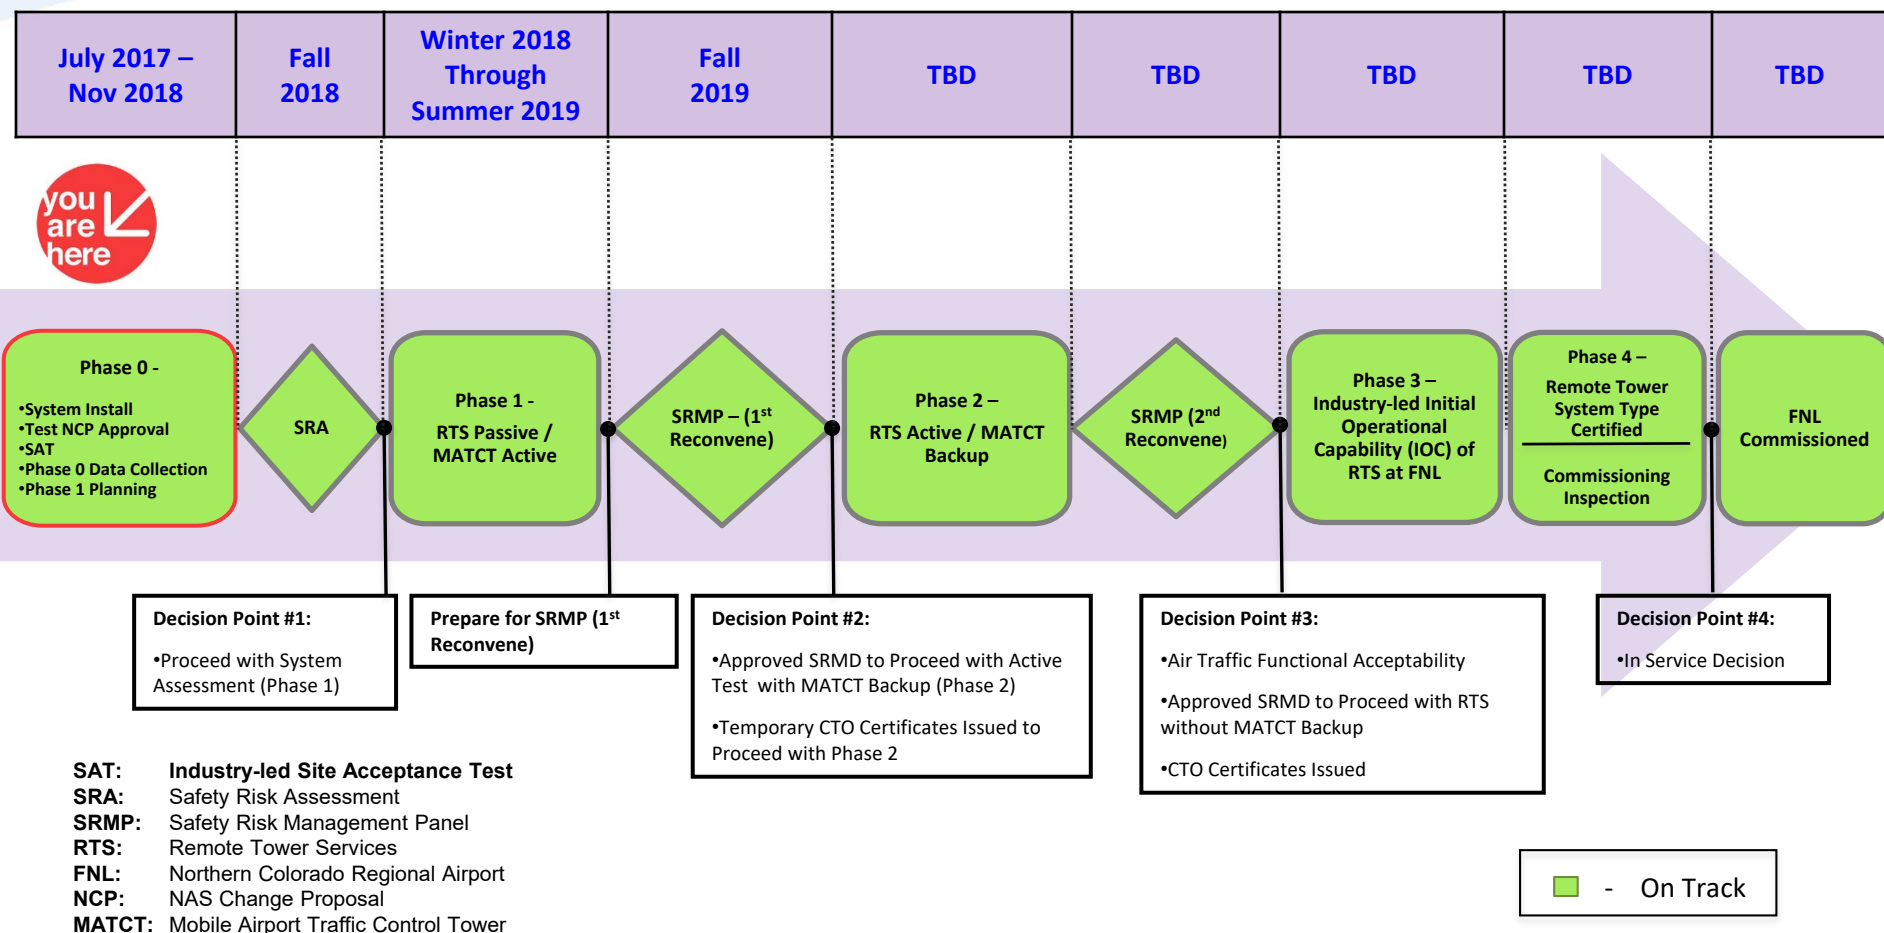 July 2017 –
Nov 2018
Fall
2018
Winter 2018
Through
Summer 2019
Fall
2019
TBD
TBD
TBD
TBD
TBD
you
are
here
Phase 0 -
•System Install
•Test NCP Approval
•SAT
•Phase 0 Data Collection
•Phase 1 Planning
SRA
Phase 1 -
RTS Passive /
MATCT Active
SRMP – (1st
Reconvene)
Phase 2 –
RTS Active / MATCT
Backup
SRMP (2nd
Reconvene)
Phase 3 –
Industry-led Initial
Operational
Capability (IOC) of
RTS at FNL
Phase 4 –
Remote Tower
System Type
Certified
Commissioning
Inspection
FNL
Commissioned
Decision Point #1:
•Proceed with System
Assessment (Phase 1)
Prepare for SRMP (1st
Reconvene)
Decision Point #2:
•Approved SRMD to Proceed with Active
Test  with MATCT Backup (Phase 2)
•Temporary CTO Certificates Issued to
Proceed with Phase 2
Decision Point #3:
•Air Traffic Functional Acceptability
•Approved SRMD to Proceed with RTS
without MATCT Backup
•CTO Certificates Issued
Decision Point #4:
•In Service Decision
SAT: Industry-led Site Acceptance Test
SRA: Safety Risk Assessment
SRMP: Safety Risk Management Panel
RTS: Remote Tower Services
FNL: Northern Colorado Regional Airport
NCP: NAS Change Proposal
MATCT: Mobile Airport Traffic Control Tower
- On Track